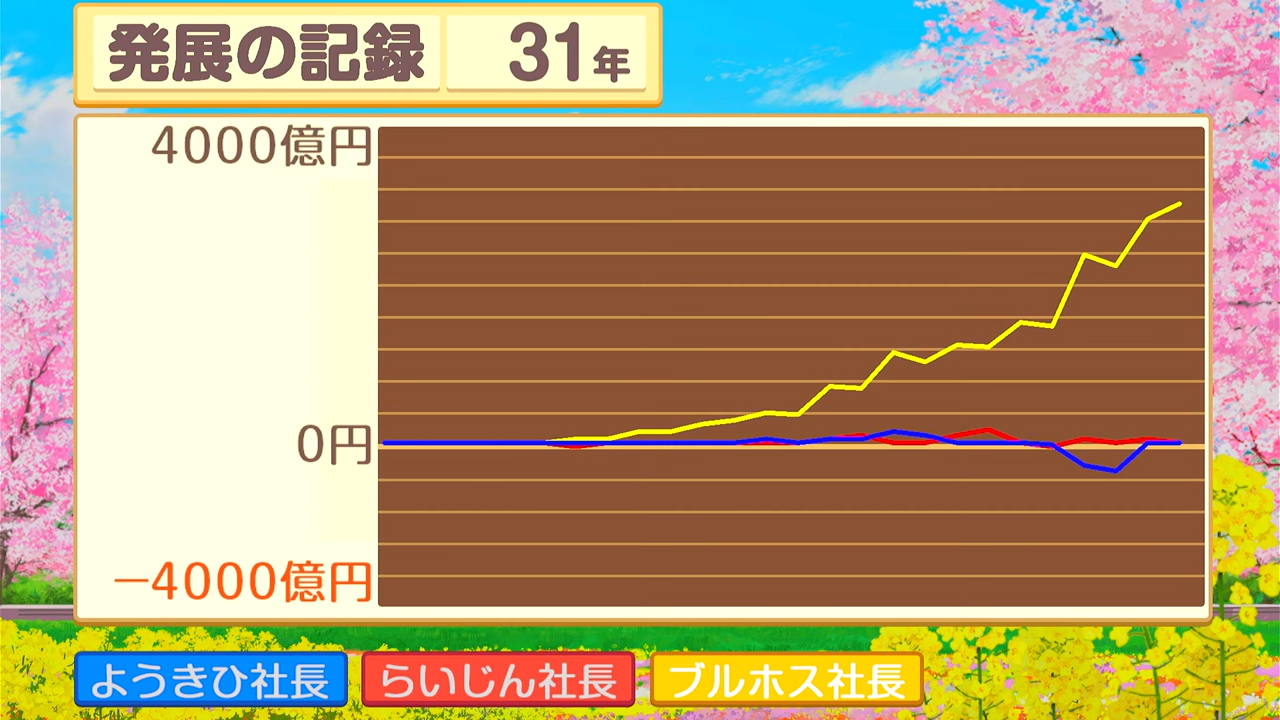 発展の記録 31年
4000億円
0円
−4000億円
ようきひ社長 らいじん社長 ブルホス社長